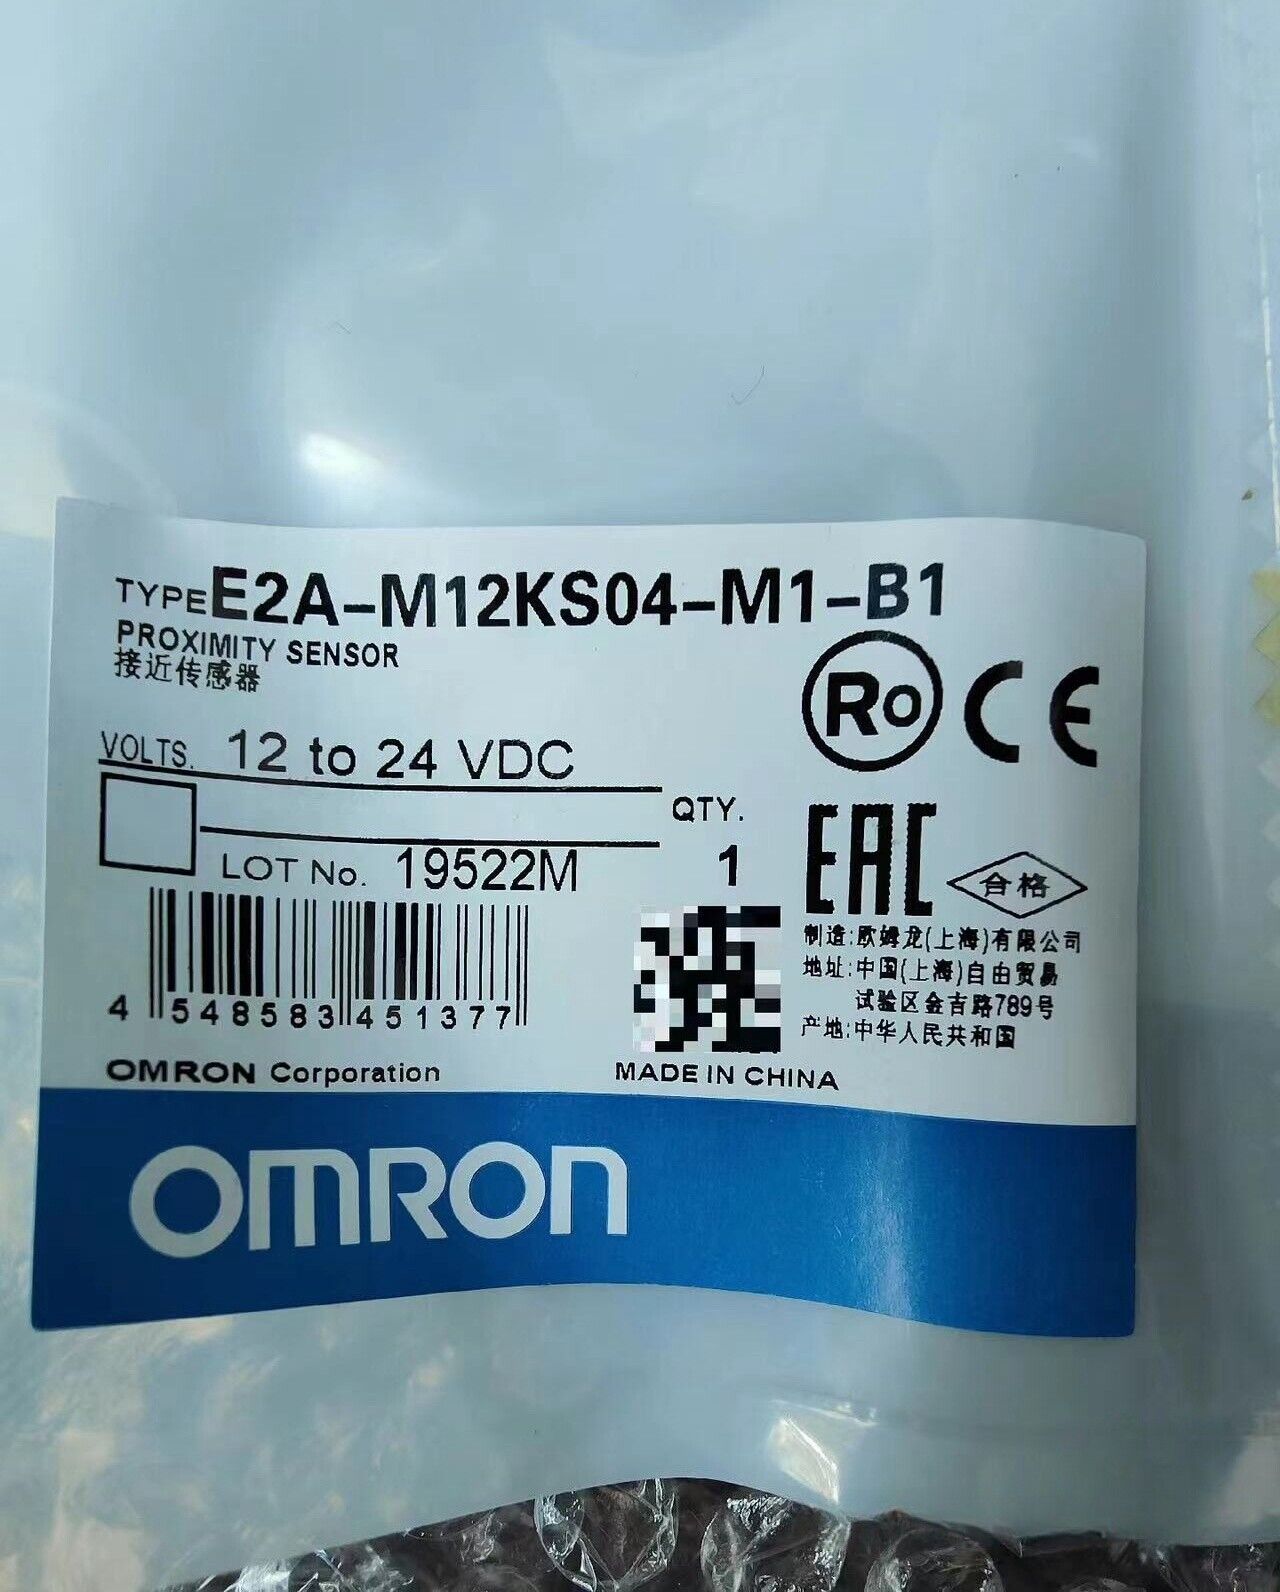 TYPE E2A-M12KS04-M1-B1
PROXIMITY SENSOR
接近传感器
VOLTS. 12 to 24 VDC
QTY.
LOT No. 19522M
1
4 548583 451377
OMRON Corporation
MADE IN CHINA
Ro CE
EAC
合格
制造:欧姆龙(上海)有限公司
地址:中国(上海)自由贸易
试验区金吉路789号
产地:中华人民共和国
OMRON